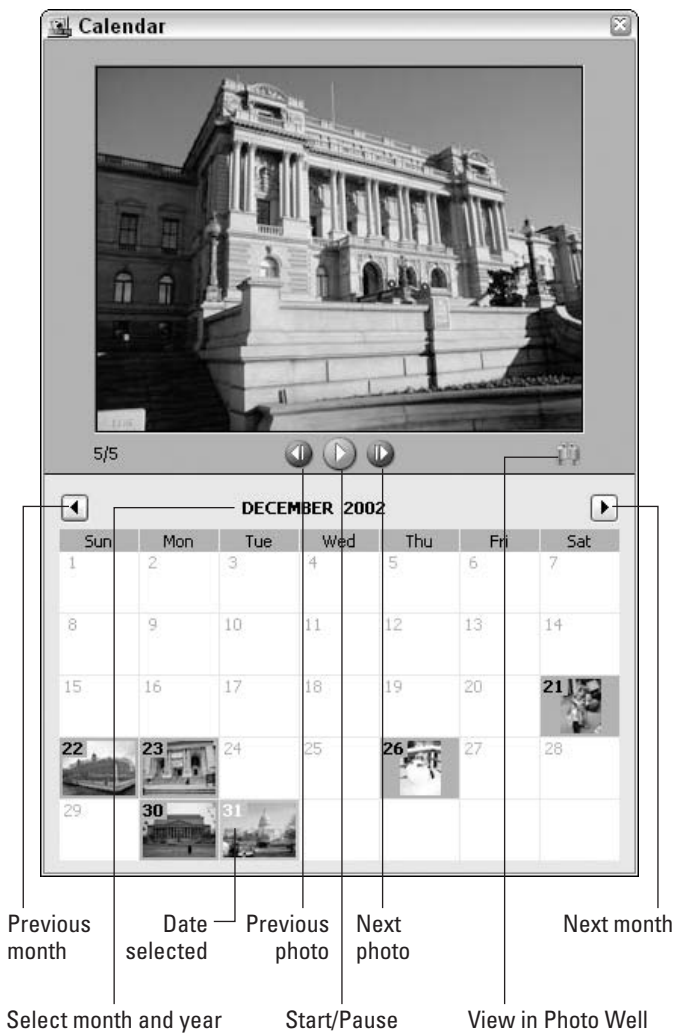 Calendar
5/5
DECEMBER 2002
Sun Mon Tue Wed Thu Fri Sat
1 2 3 4 5 6 7
8 9 10 11 12 13 14
15 16 17 18 19 20 21
22 23 24 25 26 27 28
29 30 31
Previous month
Date selected
Previous photo
Next photo
Next month
Select month and year
Start/Pause
View in Photo Well